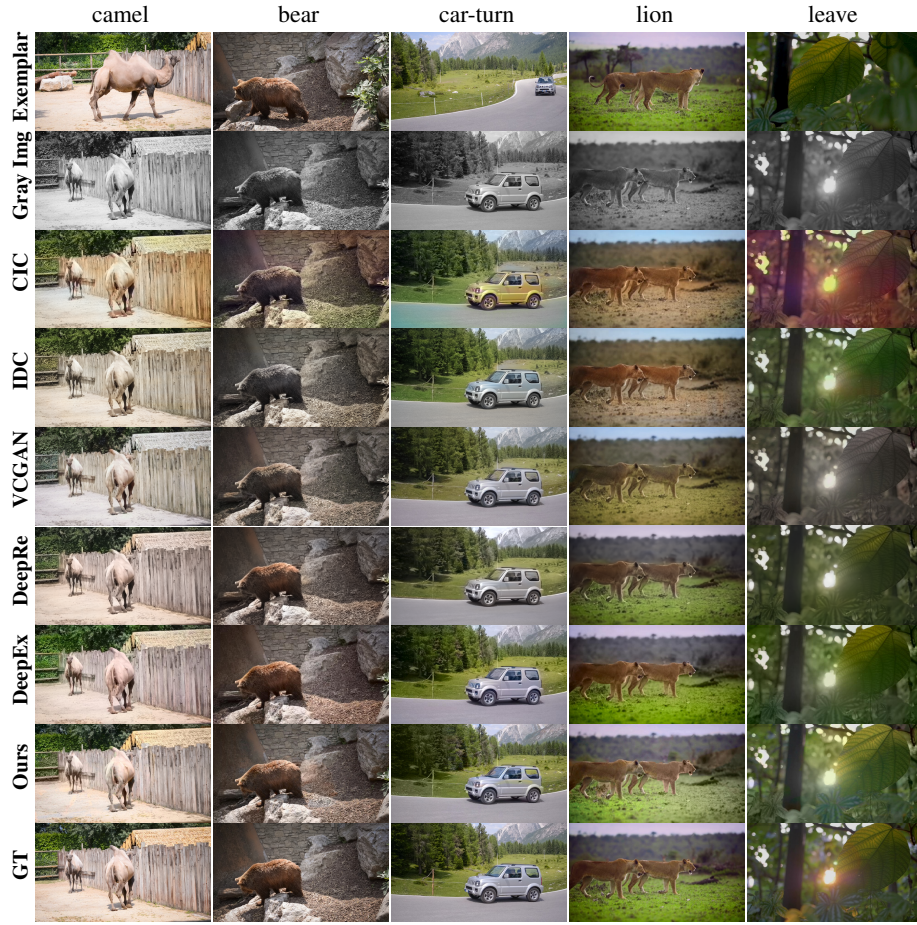 camel bear car-turn lion leave
Exemplar
Gray Img
CIC
IDC
VCGAN
DeepRe
DeepEx
Ours
GT